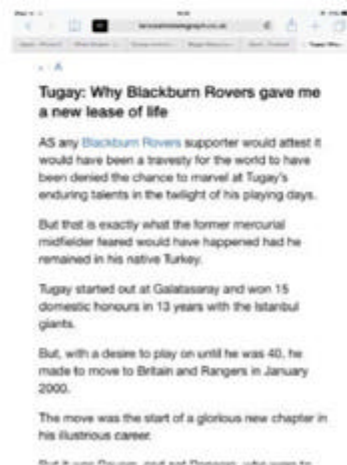 Tugay: Why Blackburn Rovers gave me
a new lease of life
AS any Blackburn Rovers supporter would attest it
would have been a travesty for the world to have
been denied the chance to marvel at Tugay's
enduring talents in the twilight of his playing days.
But that is exactly what the former mercurial
midfielder feared would have happened had he
remained in his native Turkey.
Tugay started out at Galatasaray and won 15
domestic honours in 13 years with the Istanbul
giants.
But, with a desire to play on until he was 40, he
made to move to Britain and Rangers in January
2000.
The move was the start of a glorious new chapter in
his illustrious career.